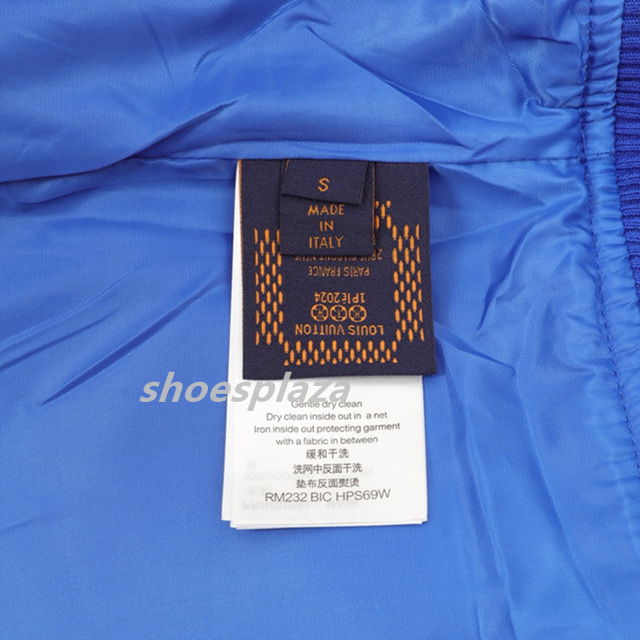 S
MADE
IN
ITALY
PARIS FRANCE
1PIE2024
LOUIS VUITTON
shoesplaza
Gentle dry clean
Dry clean inside out in a net
Iron inside out protecting garment
with a fabric in between
缓和干洗
洗网中反面干洗
垫布反面熨烫
RM232 BIC HPS69W